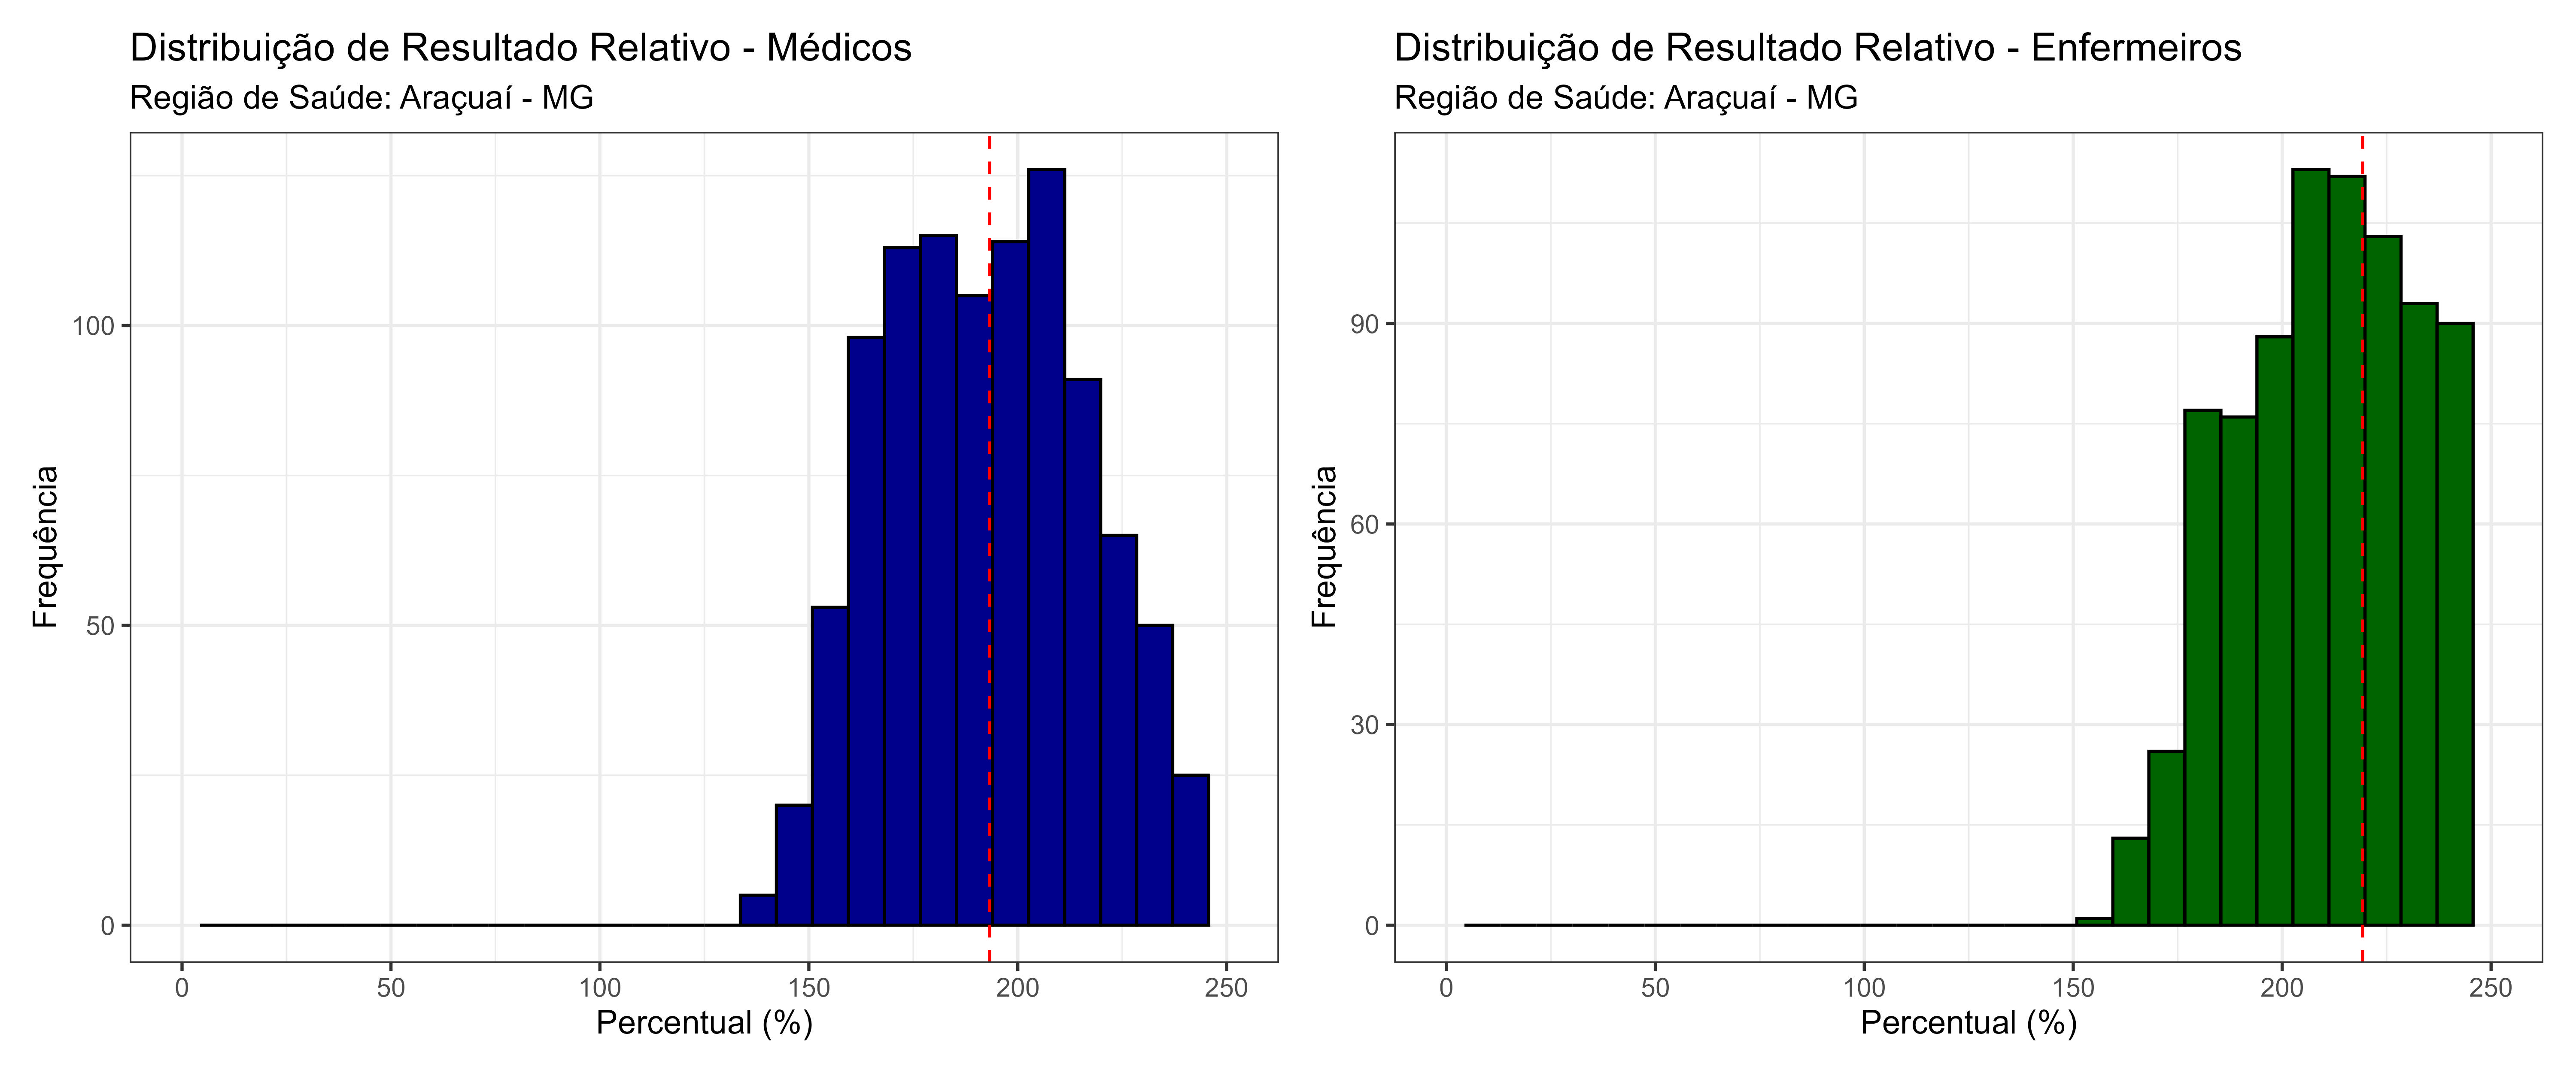 Distribuição de Resultado Relativo - Médicos
Região de Saúde: Araçuaí - MG
Frequência
100
50
0
0 50 100 150 200 250
Percentual (%)
Distribuição de Resultado Relativo - Enfermeiros
Região de Saúde: Araçuaí - MG
Frequência
90
60
30
0
0 50 100 150 200 250
Percentual (%)